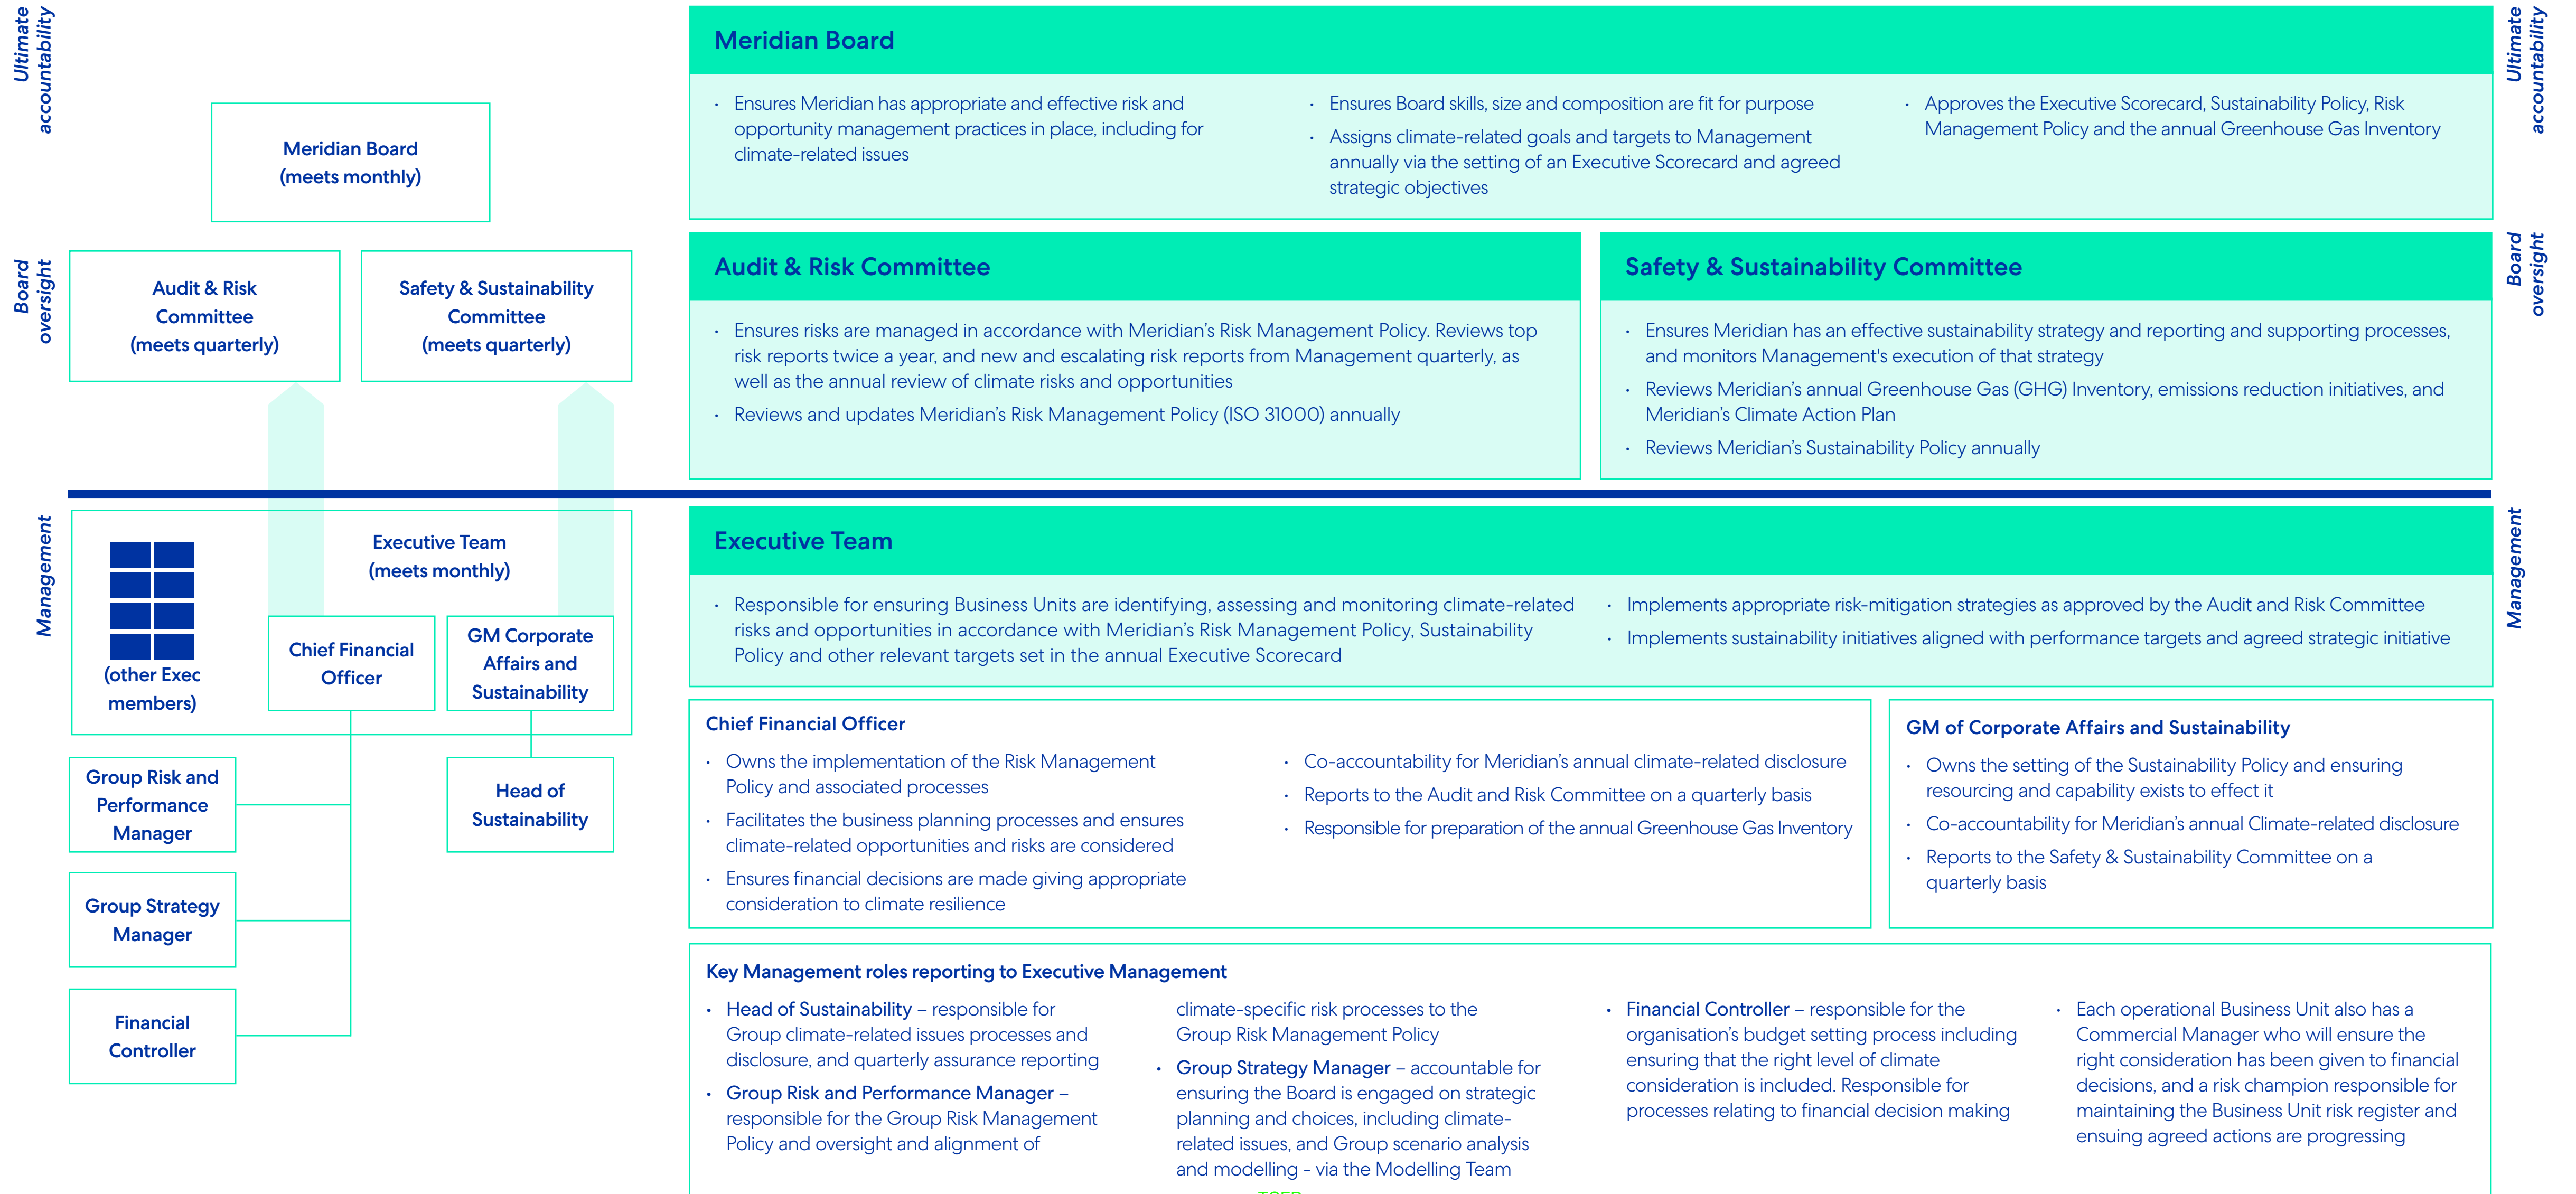 Ultimate
accountability
Meridian Board
(meets monthly)
Board
oversight
Audit & Risk
Committee
(meets quarterly)
Safety & Sustainability
Committee
(meets quarterly)
Management
Executive Team
(meets monthly)
(other Exec
members)
Chief Financial
Officer
GM Corporate
Affairs and
Sustainability
Group Risk and
Performance
Manager
Head of
Sustainability
Group Strategy
Manager
Financial
Controller
Meridian Board
• Ensures Meridian has appropriate and effective risk and
opportunity management practices in place, including for
climate-related issues
• Ensures Board skills, size and composition are fit for purpose
• Assigns climate-related goals and targets to Management
annually via the setting of an Executive Scorecard and agreed
strategic objectives
• Approves the Executive Scorecard, Sustainability Policy, Risk
Management Policy and the annual Greenhouse Gas Inventory
Ultimate
accountability
Audit & Risk Committee
• Ensures risks are managed in accordance with Meridian’s Risk Management Policy. Reviews top
risk reports twice a year, and new and escalating risk reports from Management quarterly, as
well as the annual review of climate risks and opportunities
• Reviews and updates Meridian’s Risk Management Policy (ISO 31000) annually
Safety & Sustainability Committee
• Ensures Meridian has an effective sustainability strategy and reporting and supporting processes,
and monitors Management's execution of that strategy
• Reviews Meridian’s annual Greenhouse Gas (GHG) Inventory, emissions reduction initiatives, and
Meridian’s Climate Action Plan
• Reviews Meridian’s Sustainability Policy annually
Board
oversight
Executive Team
• Responsible for ensuring Business Units are identifying, assessing and monitoring climate-related
risks and opportunities in accordance with Meridian’s Risk Management Policy, Sustainability
Policy and other relevant targets set in the annual Executive Scorecard
• Implements appropriate risk-mitigation strategies as approved by the Audit and Risk Committee
• Implements sustainability initiatives aligned with performance targets and agreed strategic initiative
Management
Chief Financial Officer
• Owns the implementation of the Risk Management
Policy and associated processes
• Facilitates the business planning processes and ensures
climate-related opportunities and risks are considered
• Ensures financial decisions are made giving appropriate
consideration to climate resilience
• Co-accountability for Meridian’s annual climate-related disclosure
• Reports to the Audit and Risk Committee on a quarterly basis
• Responsible for preparation of the annual Greenhouse Gas Inventory
GM of Corporate Affairs and Sustainability
• Owns the setting of the Sustainability Policy and ensuring
resourcing and capability exists to effect it
• Co-accountability for Meridian’s annual Climate-related disclosure
• Reports to the Safety & Sustainability Committee on a
quarterly basis
Key Management roles reporting to Executive Management
• Head of Sustainability – responsible for
Group climate-related issues processes and
disclosure, and quarterly assurance reporting
• Group Risk and Performance Manager –
responsible for the Group Risk Management
Policy and oversight and alignment of
climate-specific risk processes to the
Group Risk Management Policy
• Group Strategy Manager – accountable for
ensuring the Board is engaged on strategic
planning and choices, including climate-
related issues, and Group scenario analysis
and modelling - via the Modelling Team
• Financial Controller – responsible for the
organisation’s budget setting process including
ensuring that the right level of climate
consideration is included. Responsible for
processes relating to financial decision making
• Each operational Business Unit also has a
Commercial Manager who will ensure the
right consideration has been given to financial
decisions, and a risk champion responsible for
maintaining the Business Unit risk register and
ensuing agreed actions are progressing